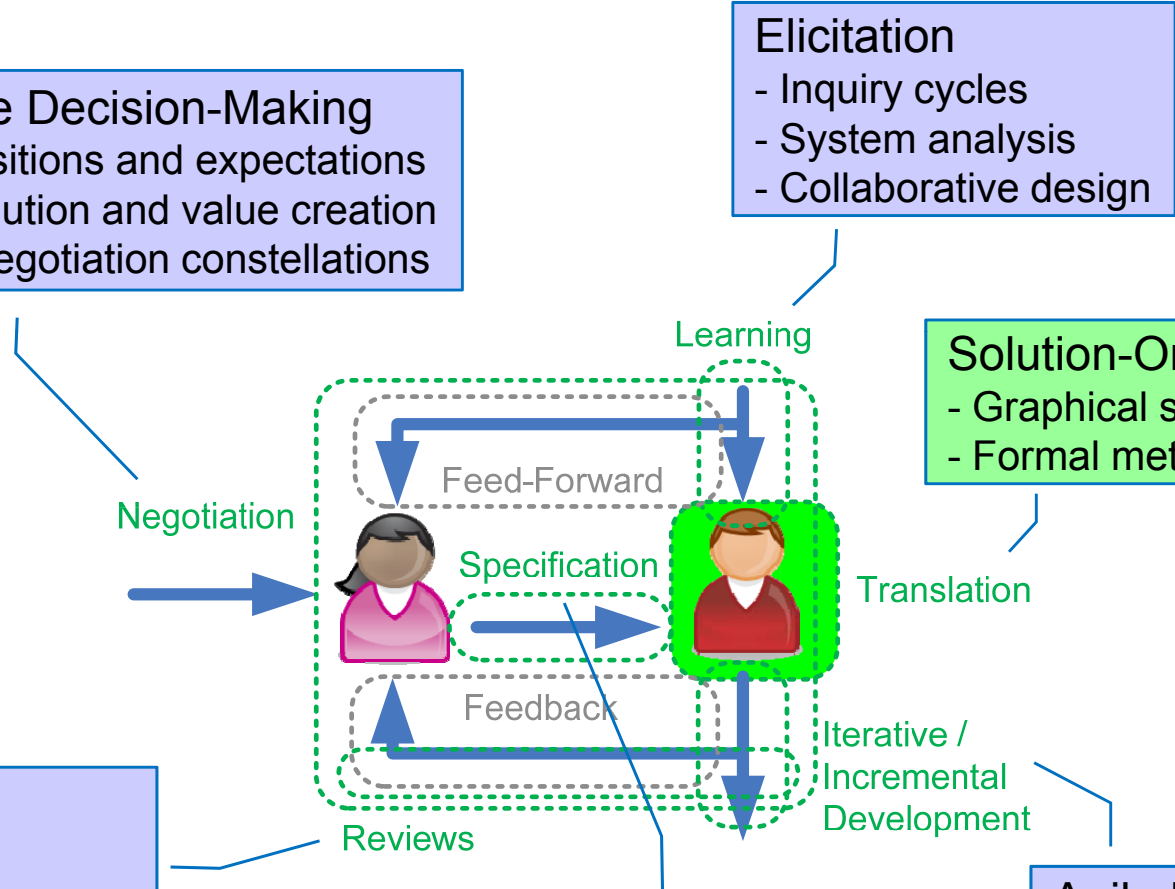 Elicitation
- Inquiry cycles
- System analysis
- Collaborative design
e Decision-Making
sitions and expectations
lution and value creation
egotiation constellations
Learning
Solution-Or
- Graphical s
- Formal met
Feed-Forward
Negotiation
Specification
Translation
Feedback
Iterative /
Incremental
Development
Reviews